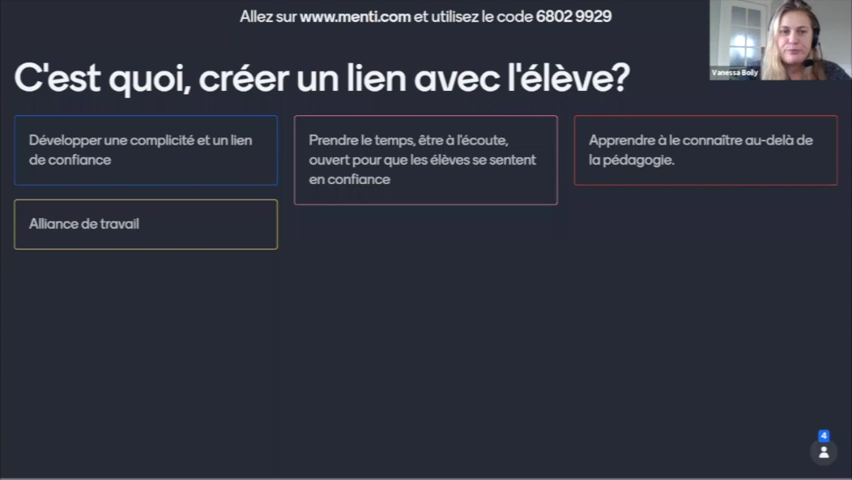 Allez sur www.menti.com et utilisez le code 6802 9929
Vanessa Boily
C'est quoi, créer un lien avec l'élève?
Développer une complicité et un lien
de confiance
Prendre le temps, être à l'écoute,
ouvert pour que les élèves se sentent
en confiance
Apprendre à le connaître au-delà de
la pédagogie.
Alliance de travail
4